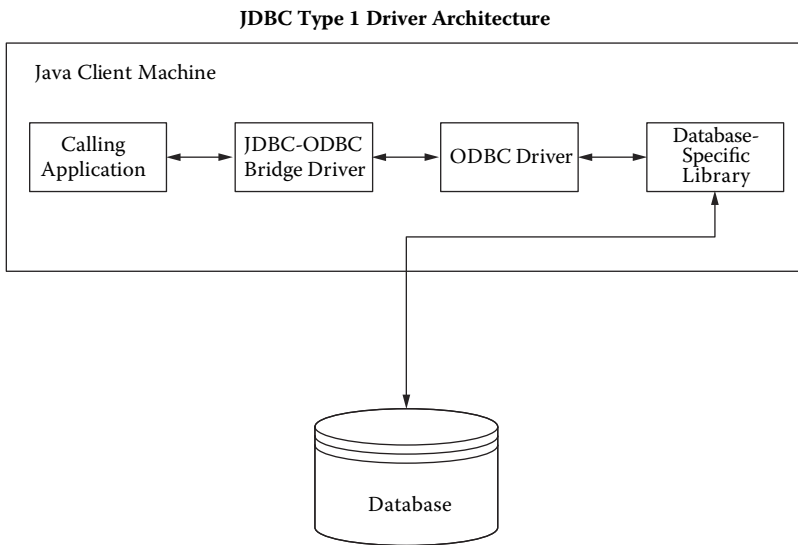 JDBC Type 1 Driver Architecture
Java Client Machine
Calling
Application
JDBC-ODBC
Bridge Driver
ODBC Driver
Database-
Specific
Library
Database